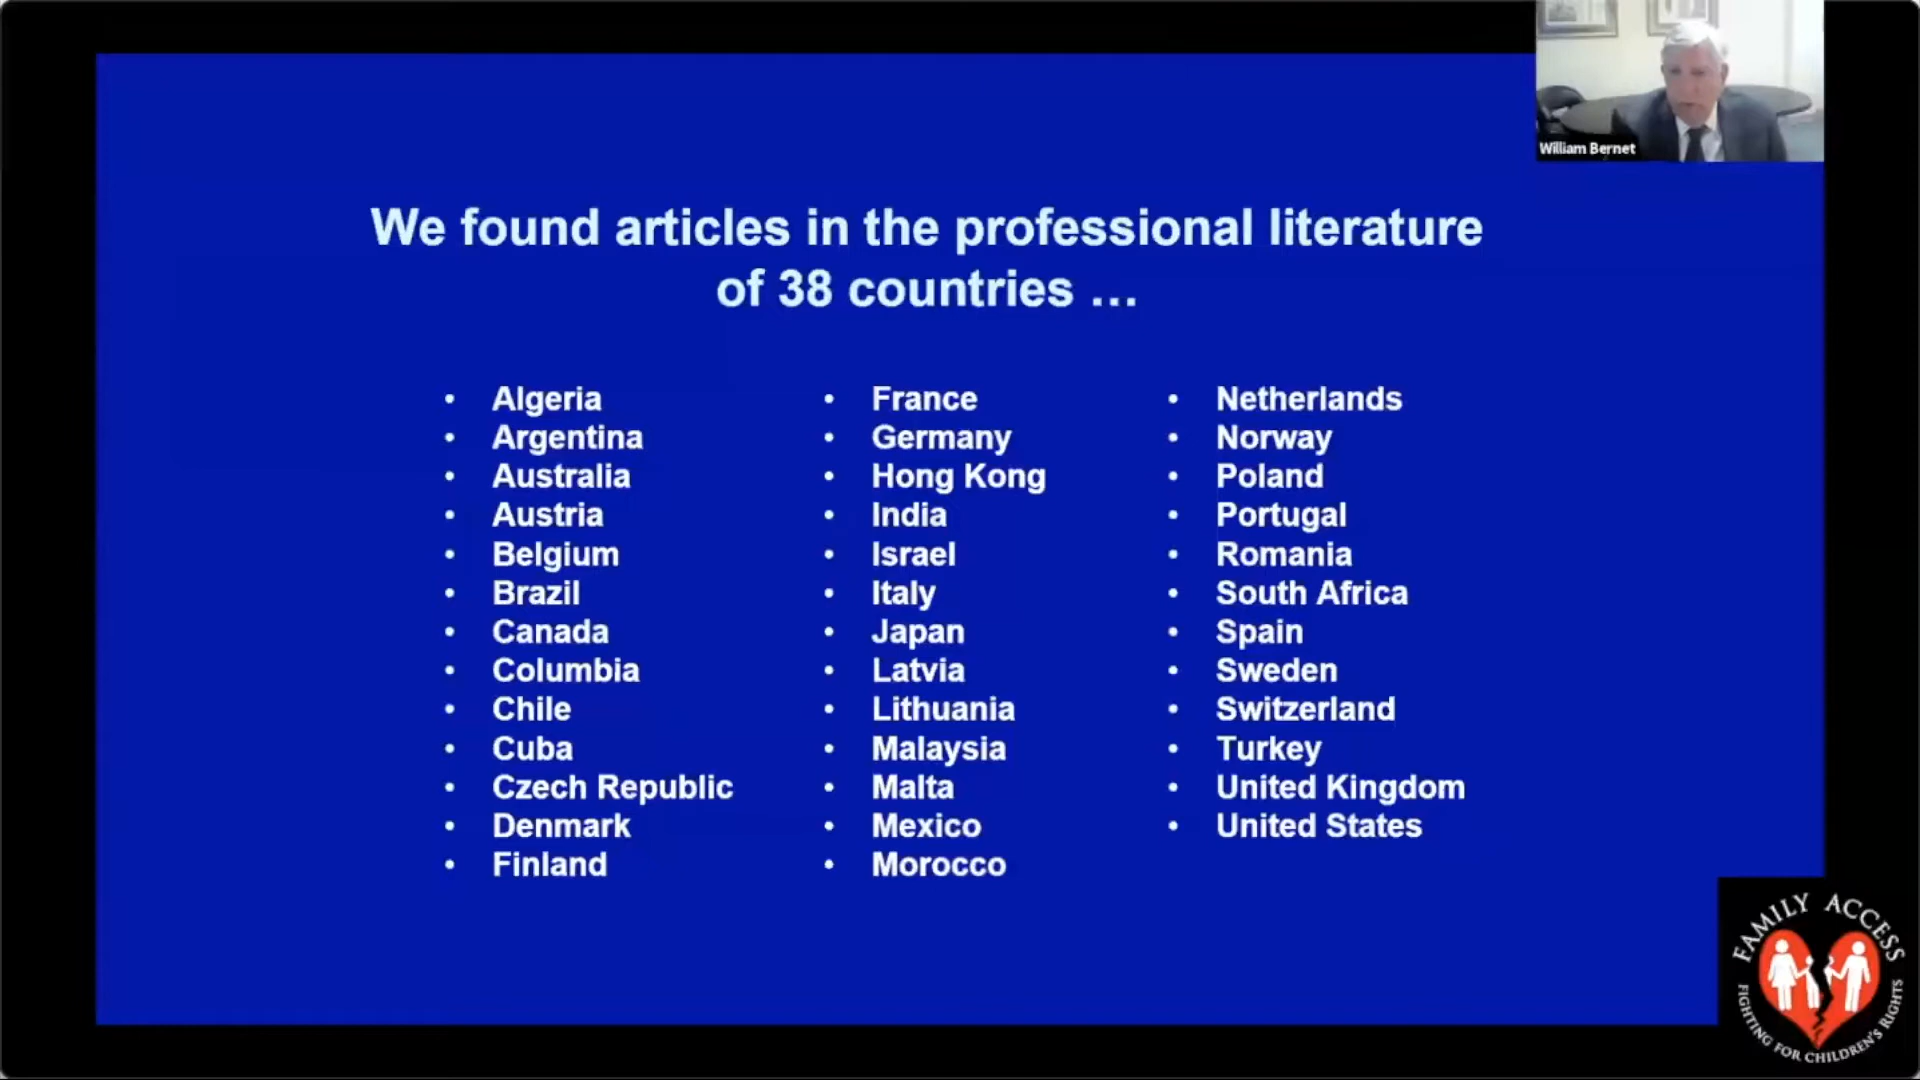 William Bernet
We found articles in the professional literature
of 38 countries …
• Algeria
• Argentina
• Australia
• Austria
• Belgium
• Brazil
• Canada
• Columbia
• Chile
• Cuba
• Czech Republic
• Denmark
• Finland
• France
• Germany
• Hong Kong
• India
• Israel
• Italy
• Japan
• Latvia
• Lithuania
• Malaysia
• Malta
• Mexico
• Morocco
• Netherlands
• Norway
• Poland
• Portugal
• Romania
• South Africa
• Spain
• Sweden
• Switzerland
• Turkey
• United Kingdom
• United States
FAMILY ACCESS
FIGHTING FOR CHILDREN'S RIGHTS